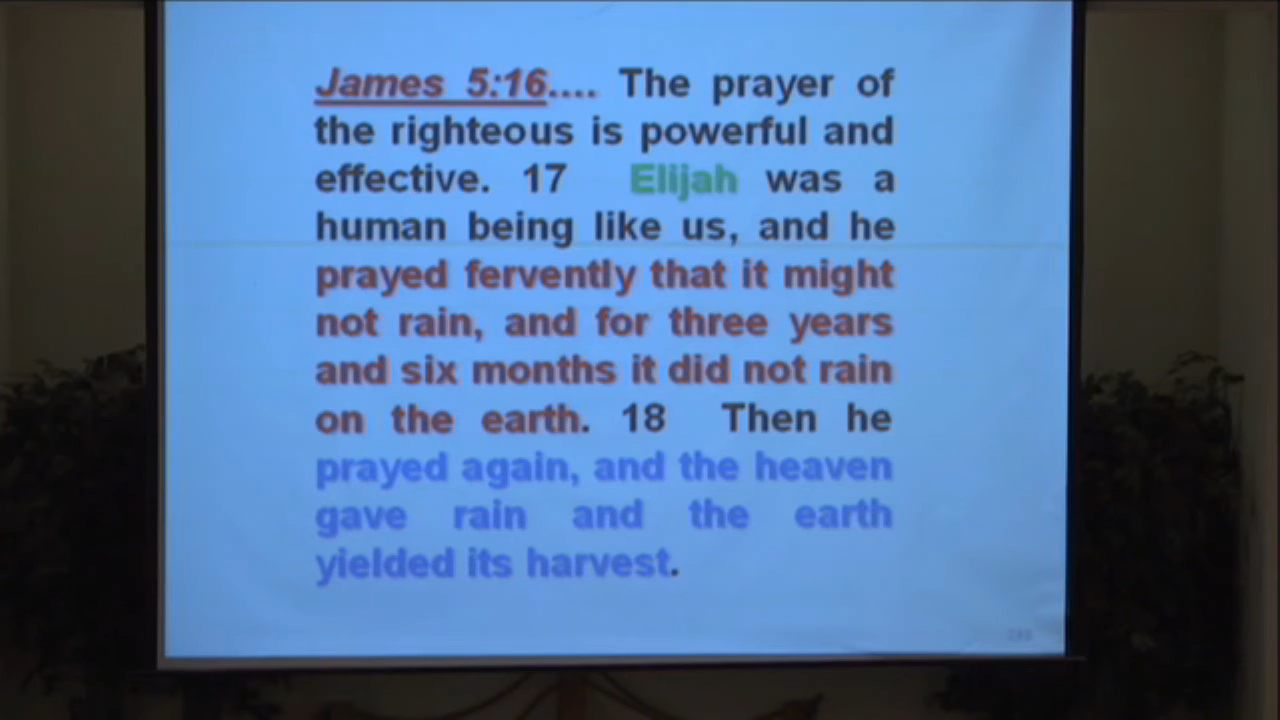 James 5:16.... The prayer of
the righteous is powerful and
effective. 17 Elijah was a
human being like us, and he
prayed fervently that it might
not rain, and for three years
and six months it did not rain
on the earth. 18 Then he
prayed again, and the heaven
gave rain and the earth
yielded its harvest.